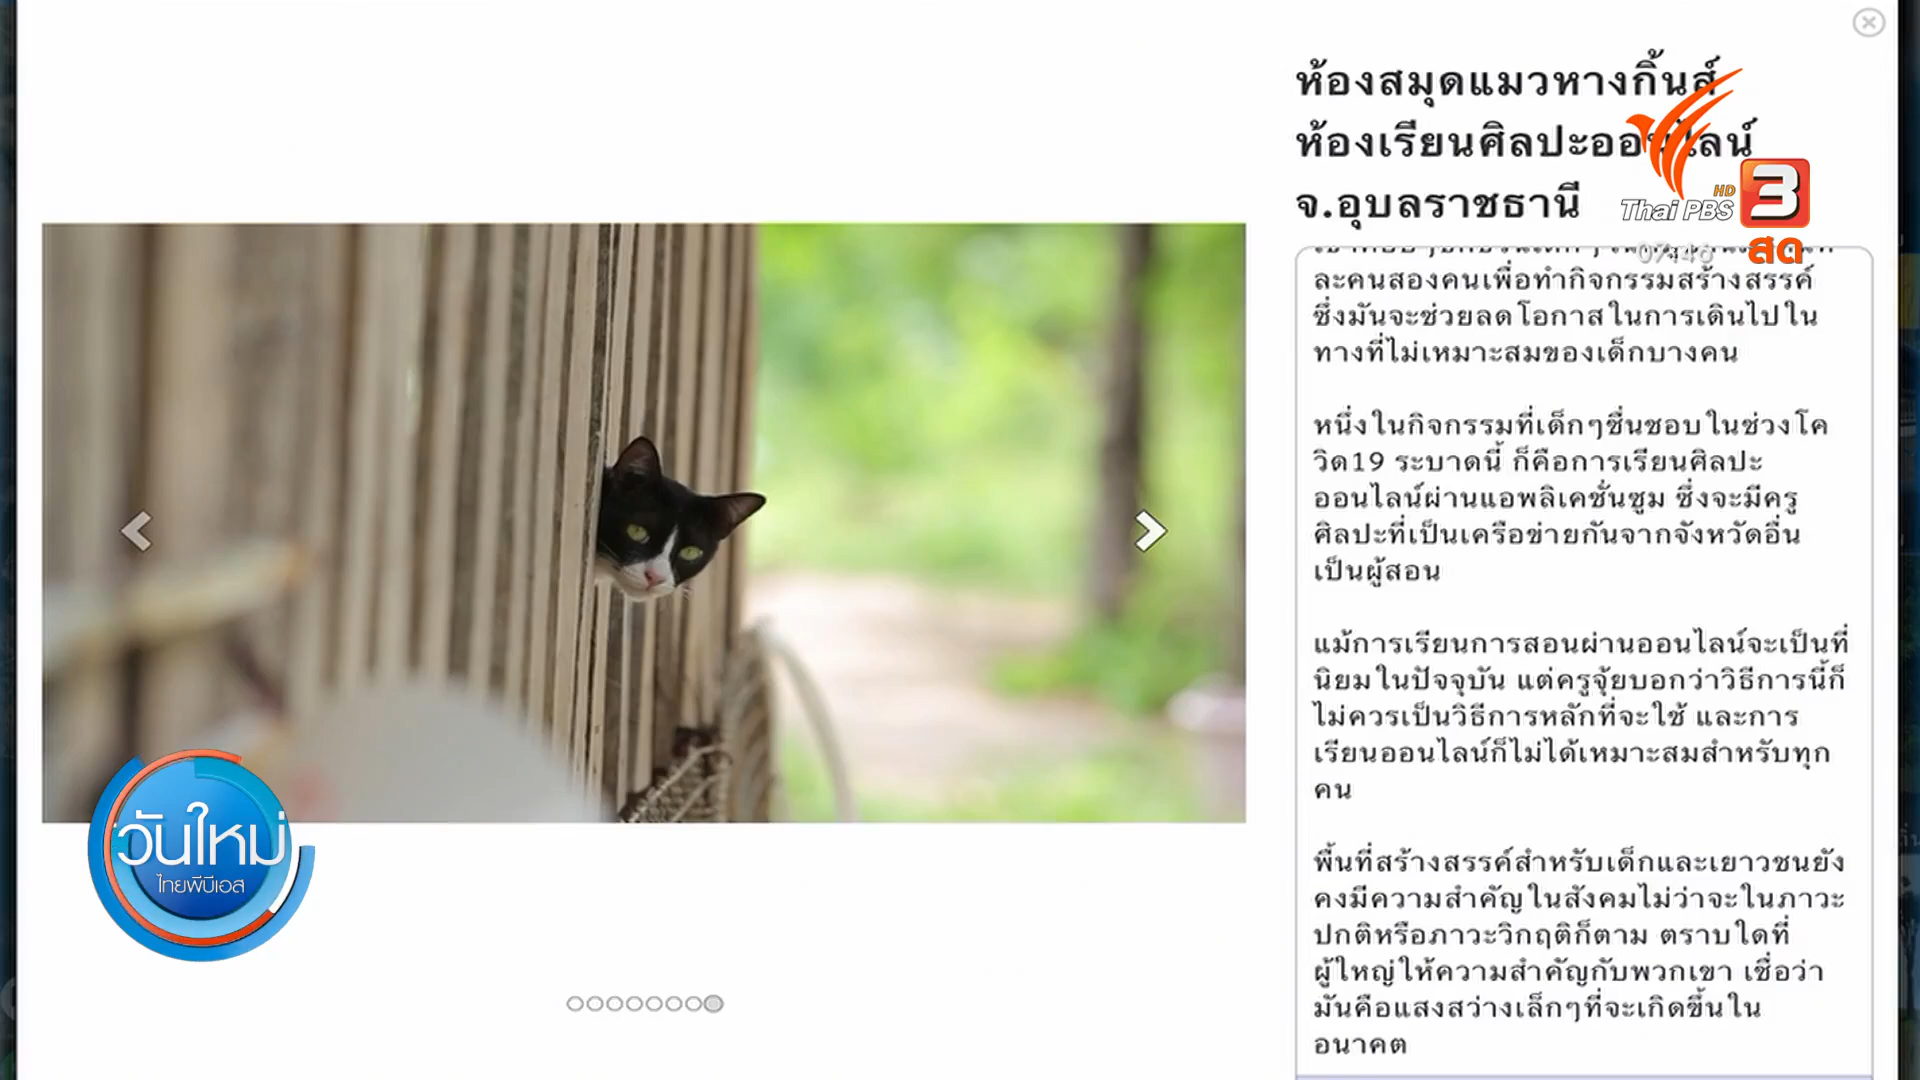 ห้องสมุดแมวหางกิ้นส์
ห้องเรียนศิลปะออนไลน์
จ.อุบลราชธานี
HD
Thai PBS
3
07:46
สด
ละคนสองคนเพื่อทำกิจกรรมสร้างสรรค์
ซึ่งมันจะช่วยลดโอกาสในการเดินไปใน
ทางที่ไม่เหมาะสมของเด็กบางคน
หนึ่งในกิจกรรมที่เด็กๆชื่นชอบในช่วงโค
วิด19 ระบาดนี้ ก็คือการเรียนศิลปะ
ออนไลน์ผ่านแอพลิเคชั่นซูม ซึ่งจะมีครู
ศิลปะที่เป็นเครือข่ายกันจากจังหวัดอื่น
เป็นผู้สอน
แม้การเรียนการสอนผ่านออนไลน์จะเป็นที่
นิยมในปัจจุบัน แต่ครูจุ้ยบอกว่าวิธีการนี้ก็
ไม่ควรเป็นวิธีการหลักที่จะใช้ และการ
เรียนออนไลน์ก็ไม่ได้เหมาะสมสำหรับทุก
คน
พื้นที่สร้างสรรค์สำหรับเด็กและเยาวชนยัง
คงมีความสำคัญในสังคมไม่ว่าจะในภาวะ
ปกติหรือภาวะวิกฤติก็ตาม ตราบใดที่
ผู้ใหญ่ให้ความสำคัญกับพวกเขา เชื่อว่า
มันคือแสงสว่างเล็กๆที่จะเกิดขึ้นใน
อนาคต
วันใหม่
ไทยพีบีเอส